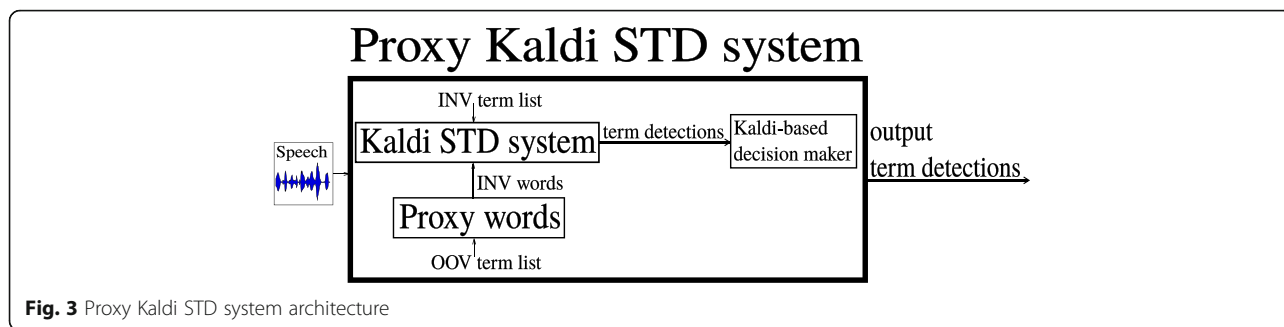 Proxy Kaldi STD system
INV term list
Speech
Kaldi STD system
term detections
Kaldi-based
decision maker
output
term detections
INV words
Proxy words
OOV term list
Fig. 3 Proxy Kaldi STD system architecture